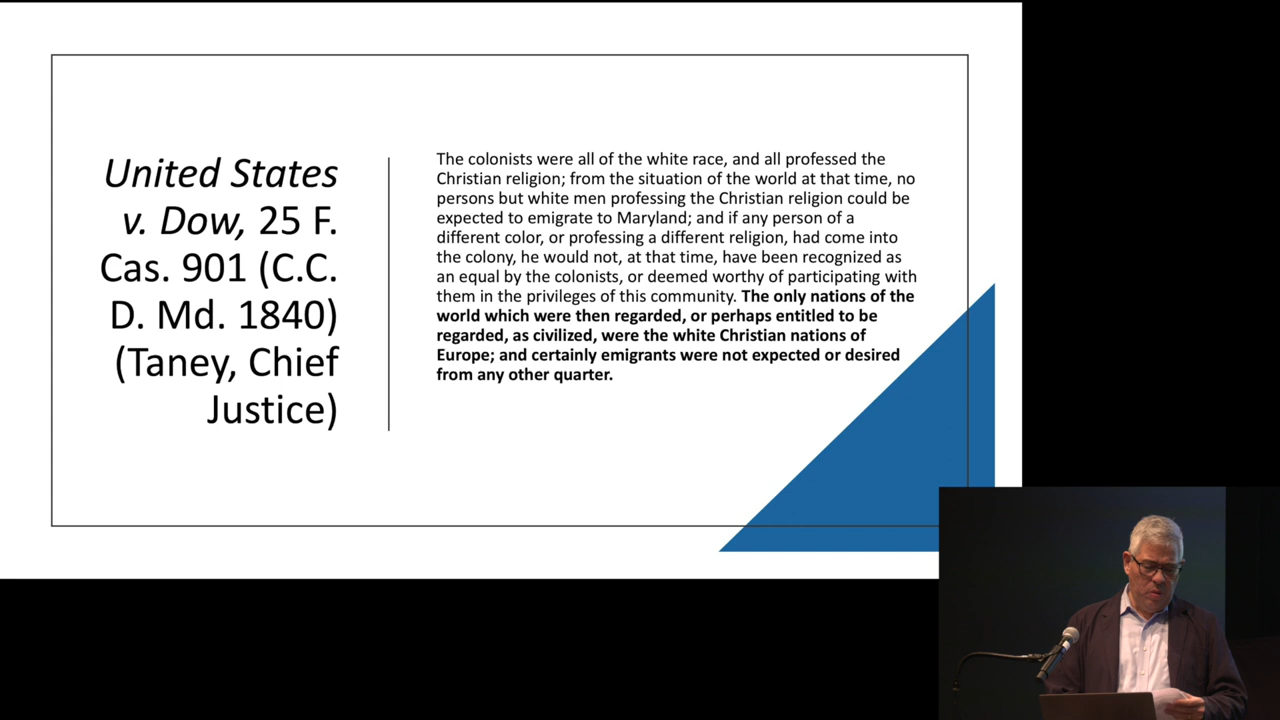 United States
v. Dow, 25 F.
Cas. 901 (C.C.
D. Md. 1840)
(Taney, Chief
Justice)
The colonists were all of the white race, and all professed the
Christian religion; from the situation of the world at that time, no
persons but white men professing the Christian religion could be
expected to emigrate to Maryland; and if any person of a
different color, or professing a different religion, had come into
the colony, he would not, at that time, have been recognized as
an equal by the colonists, or deemed worthy of participating with
them in the privileges of this community. The only nations of the
world which were then regarded, or perhaps entitled to be
regarded, as civilized, were the white Christian nations of
Europe; and certainly emigrants were not expected or desired
from any other quarter.